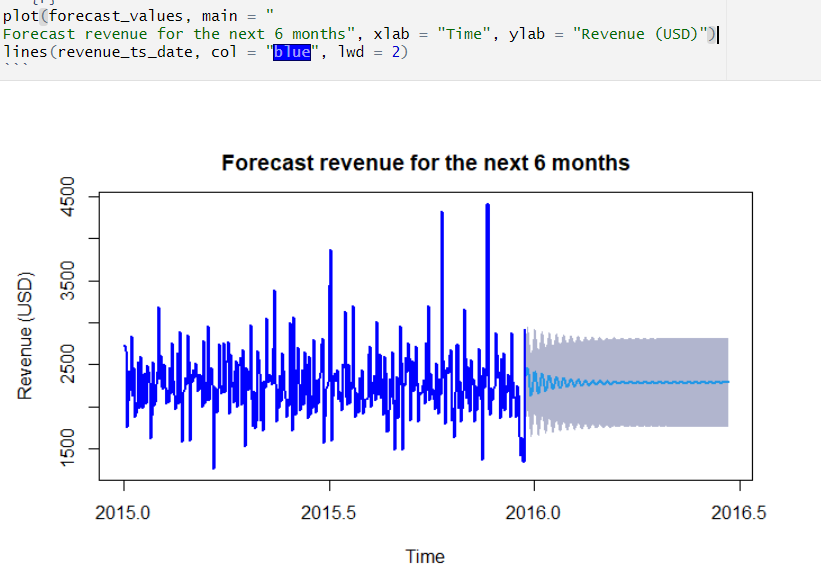 plot(forecast_values, main = "
Forecast revenue for the next 6 months", xlab = "Time", ylab = "Revenue (USD)")
lines(revenue_ts_date, col = "blue", lwd = 2)
```
Forecast revenue for the next 6 months
4500
3500
2500
1500
Revenue (USD)
2015.0 2015.5 2016.0 2016.5
Time